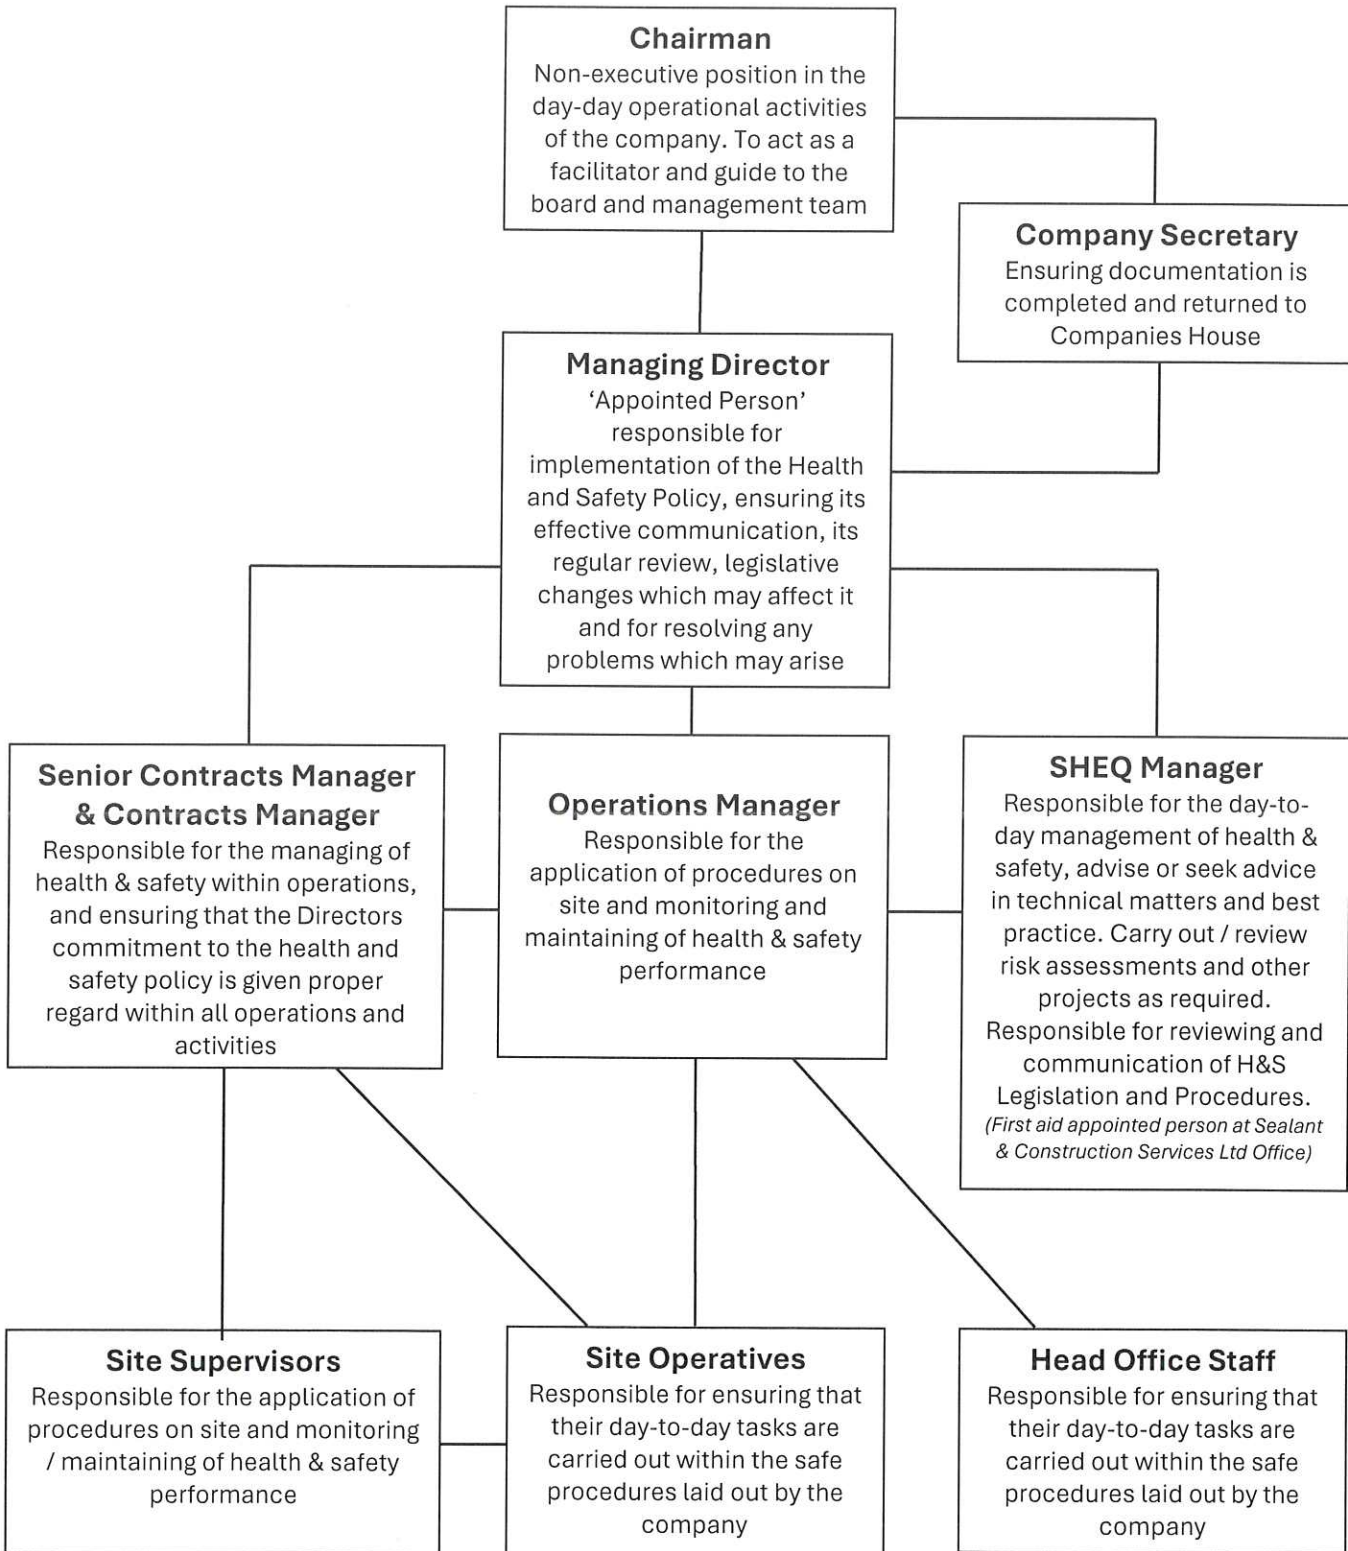 Chairman
Non-executive position in the
day-day operational activities
of the company. To act as a
facilitator and guide to the
board and management team
Company Secretary
Ensuring documentation is
completed and returned to
Companies House
Managing Director
‘Appointed Person’
responsible for
implementation of the Health
and Safety Policy, ensuring its
effective communication, its
regular review, legislative
changes which may affect it
and for resolving any
problems which may arise
Senior Contracts Manager
& Contracts Manager
Responsible for the managing of
health & safety within operations,
and ensuring that the Directors
commitment to the health and
safety policy is given proper
regard within all operations and
activities
Operations Manager
Responsible for the
application of procedures on
site and monitoring and
maintaining of health & safety
performance
SHEQ Manager
Responsible for the day-to-
day management of health &
safety, advise or seek advice
in technical matters and best
practice. Carry out / review
risk assessments and other
projects as required.
Responsible for reviewing and
communication of H&S
Legislation and Procedures.
(First aid appointed person at Sealant
& Construction Services Ltd Office)
Site Supervisors
Responsible for the application of
procedures on site and monitoring
/ maintaining of health & safety
performance
Site Operatives
Responsible for ensuring that
their day-to-day tasks are
carried out within the safe
procedures laid out by the
company
Head Office Staff
Responsible for ensuring that
their day-to-day tasks are
carried out within the safe
procedures laid out by the
company